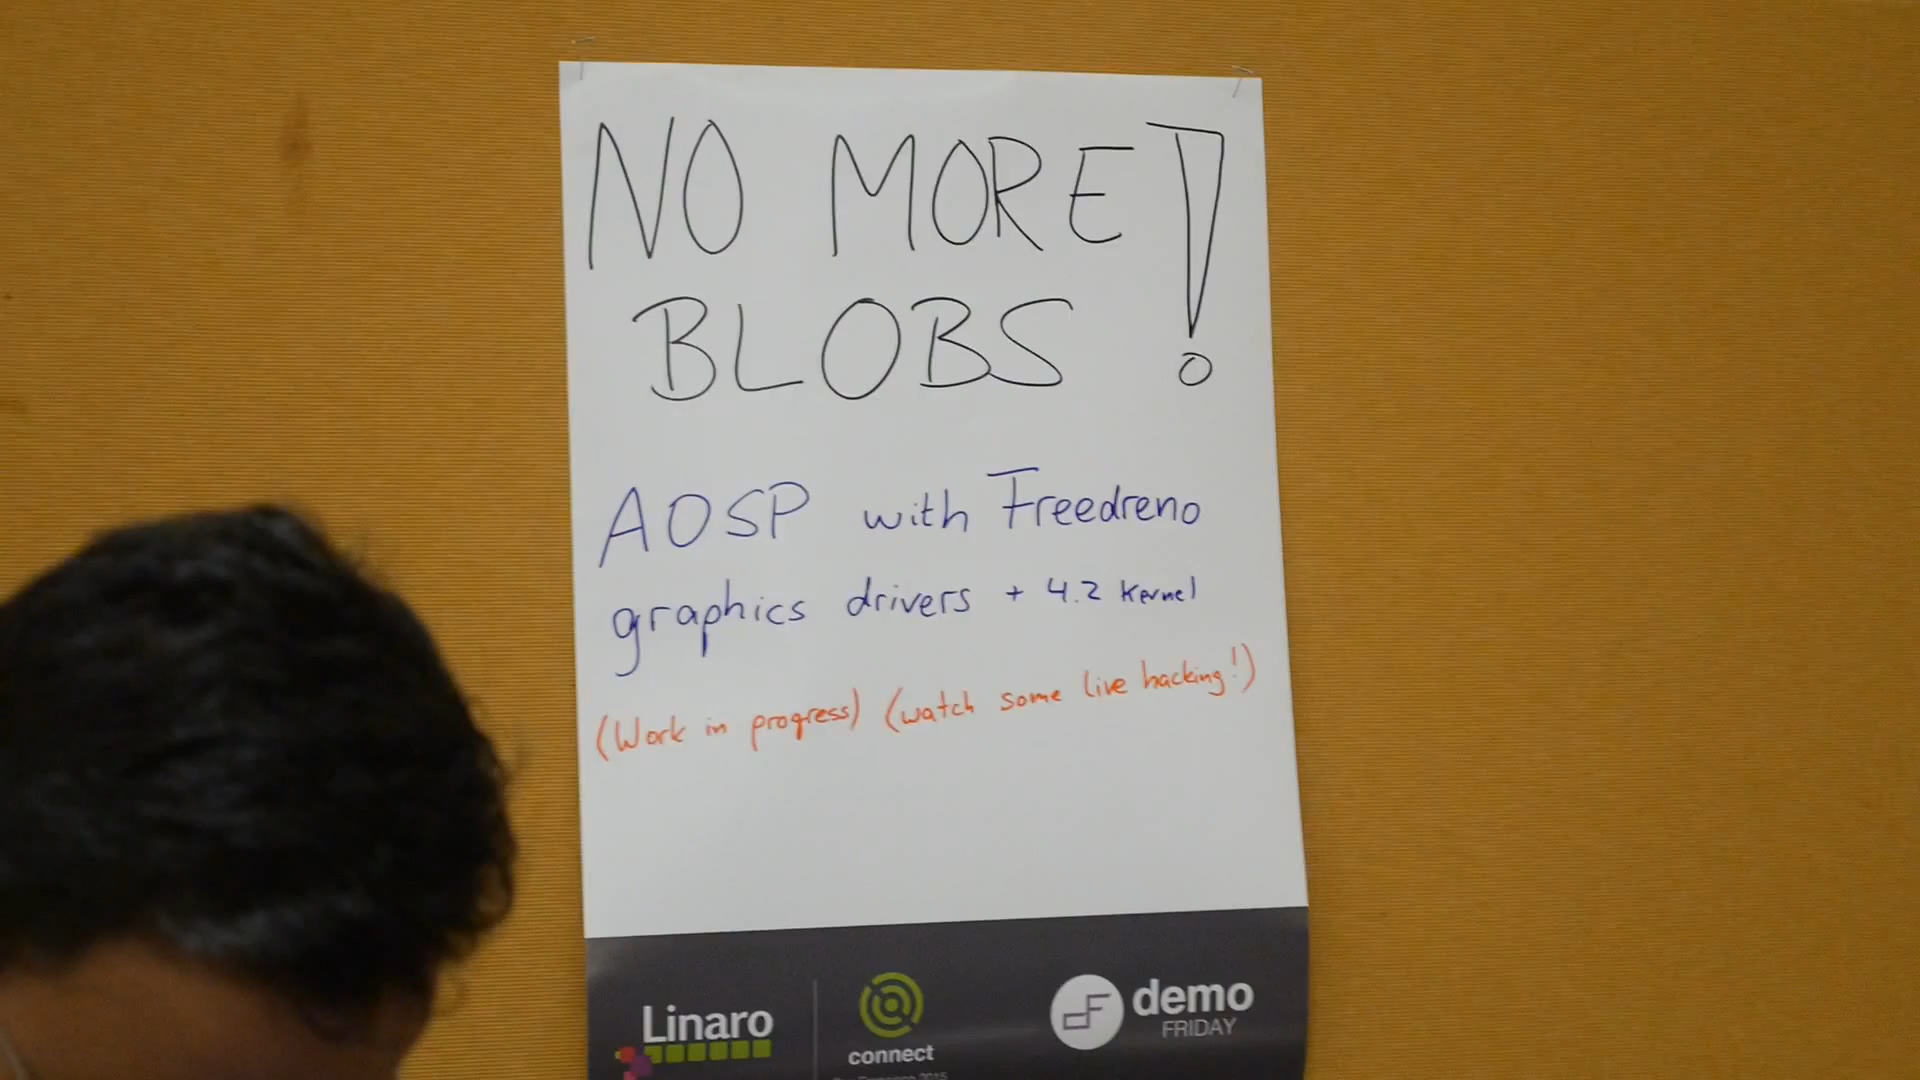 NO MORE!
BLOBS
AOSP with Freedreno
graphics drivers + 4.2 Kernel
(Work in progress) (watch some live hacking!)
Linaro
connect
demo
FRIDAY